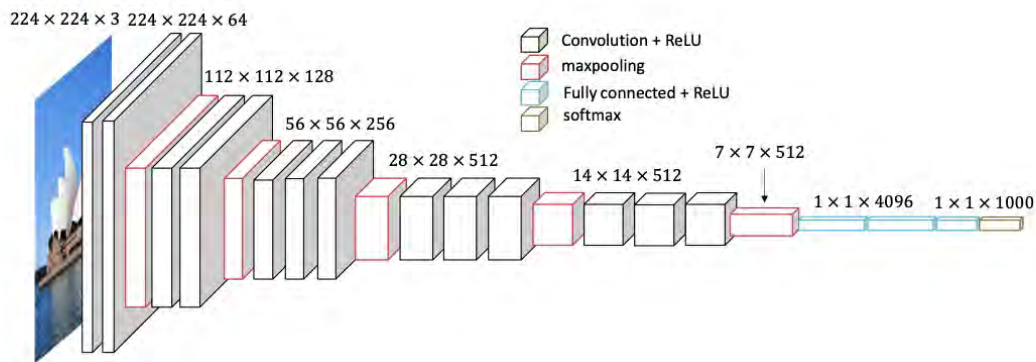 224 × 224 × 3 224 × 224 × 64
112 × 112 × 128
56 × 56 × 256
28 × 28 × 512
14 × 14 × 512
7 × 7 × 512
1 × 1 × 4096 1 × 1 × 1000
Convolution + ReLU
maxpooling
Fully connected + ReLU
softmax